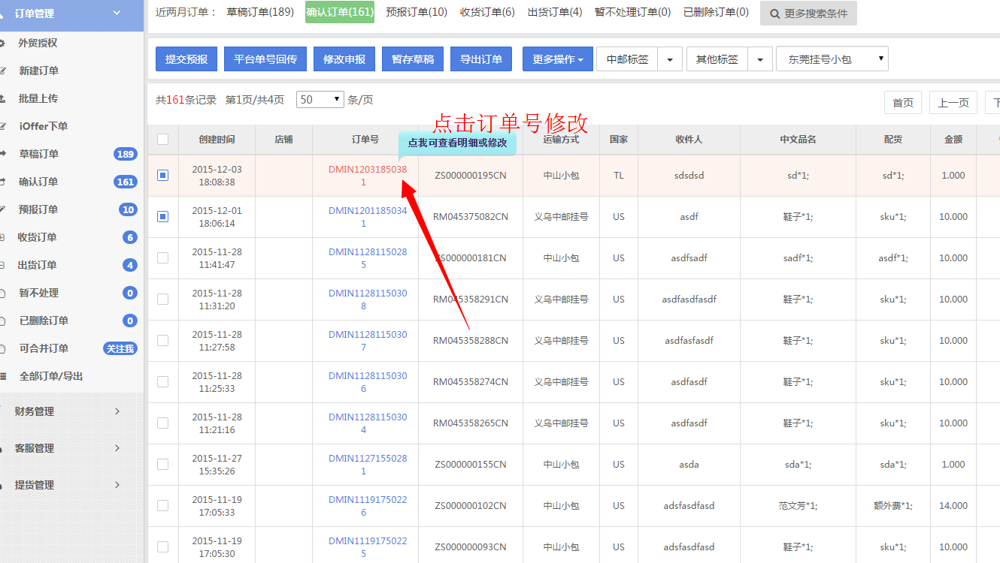 订单管理
外贸授权
新建订单
批量上传
iOffer下单
草稿订单 189
确认订单 161
预报订单 10
收货订单 6
出货订单 4
暂不处理 0
已删除订单 0
可合并订单 关注我
全部订单/导出
财务管理
客服管理
提货管理
近两月订单： 草稿订单(189) 确认订单(161) 预报订单(10) 收货订单(6) 出货订单(4) 暂不处理订单(0) 已删除订单(0) 更多搜索条件
提交预报 平台单号回传 修改申报 暂存草稿 导出订单 更多操作 中邮标签 其他标签 东莞挂号小包
共161条记录 第1页/共4页 50 条/页 首页 上一页
点击订单号修改
点我可查看明细或修改
创建时间 店铺 订单号 运输方式 国家 收件人 中文品名 配货 金额
2015-12-03 18:08:38 DMIN12031850381 ZS000000195CN 中山小包 TL sdsdsd sd*1; sd*1; 1.000
2015-12-01 18:06:14 DMIN12011850341 RM045375082CN 义乌中邮挂号 US asdf 鞋子*1; sku*1; 10.000
2015-11-28 11:41:47 DMIN11281150285 ZS000000181CN 中山小包 US asdfsadf sadf*1; asdf*1; 10.000
2015-11-28 11:31:20 DMIN11281150308 RM045358291CN 义乌中邮挂号 US asdfasdfasdf 鞋子*1; sku*1; 10.000
2015-11-28 11:27:58 DMIN11281150307 RM045358288CN 义乌中邮挂号 US asdfasfasdf 鞋子*1; sku*1; 10.000
2015-11-28 11:25:33 DMIN11281150306 RM045358274CN 义乌中邮挂号 US asdfasdf 鞋子*1; sku*1; 10.000
2015-11-28 11:21:16 DMIN11281150304 RM045358265CN 义乌中邮挂号 US asdfasdf 鞋子*1; sku*1; 10.000
2015-11-27 15:35:26 DMIN11271550281 ZS000000155CN 中山小包 US asda sda*1; sda*1; 1.000
2015-11-19 17:05:33 DMIN11191750226 ZS000000102CN 中山小包 US adsfasdfasd 范文芳*1; 额外费*1; 14.000
2015-11-19 17:05:30 DMIN11191750225 ZS000000093CN 中山小包 US adsfasdfasd 鞋子*1; sku*1; 10.000